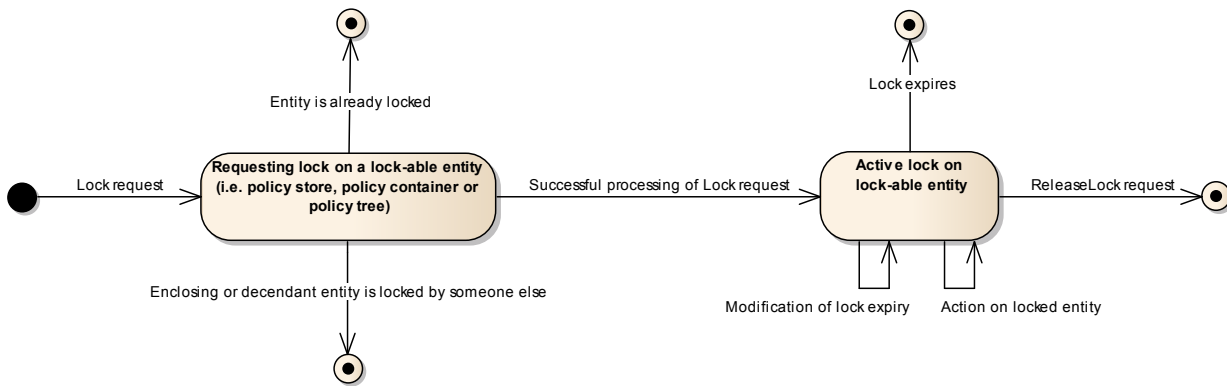 Entity is already locked
Lock expires
Requesting lock on a lock-able entity
(i.e. policy store, policy container or
policy tree)
Active lock on
lock-able entity
Lock request
Successful processing of Lock request
ReleaseLock request
Enclosing or decendant entity is locked by someone else
Modification of lock expiry
Action on locked entity